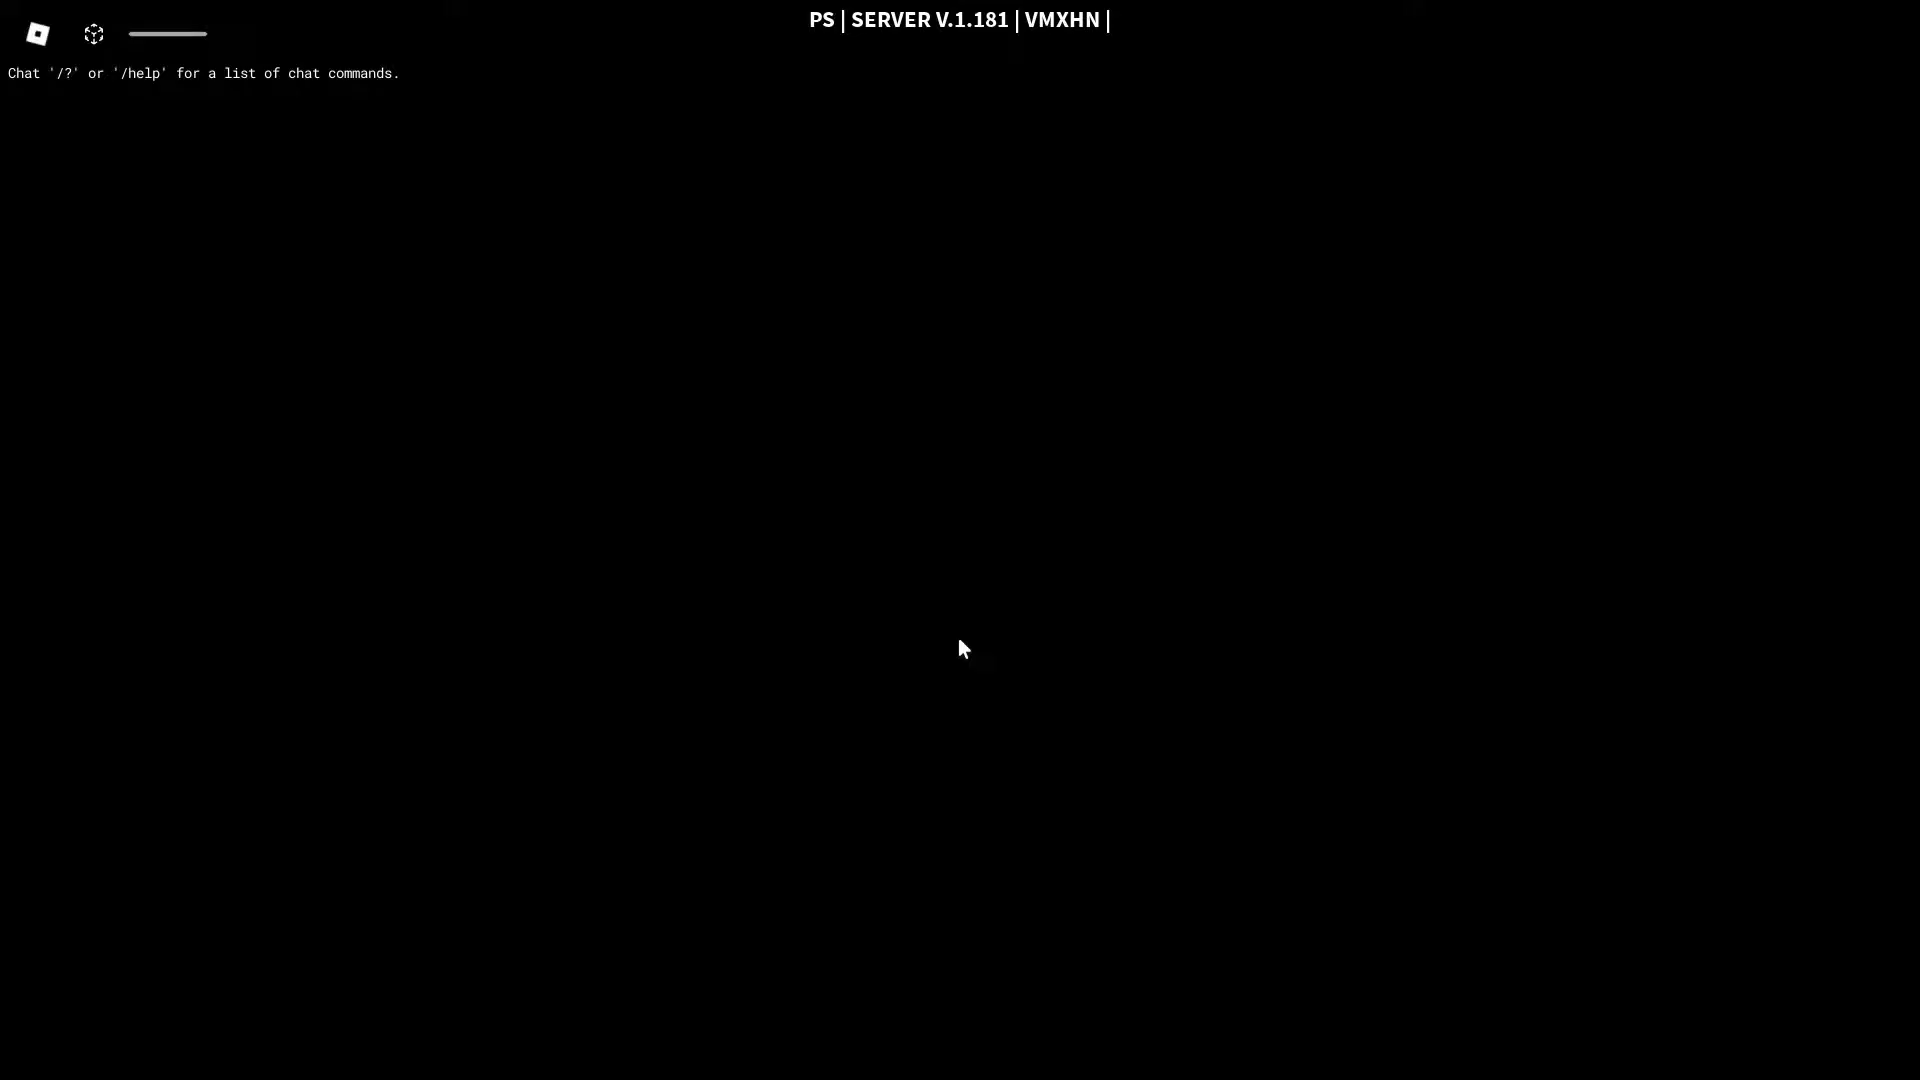 PS | SERVER V.1.181 | VMXHN |
Chat '/?' or '/help' for a list of chat commands.